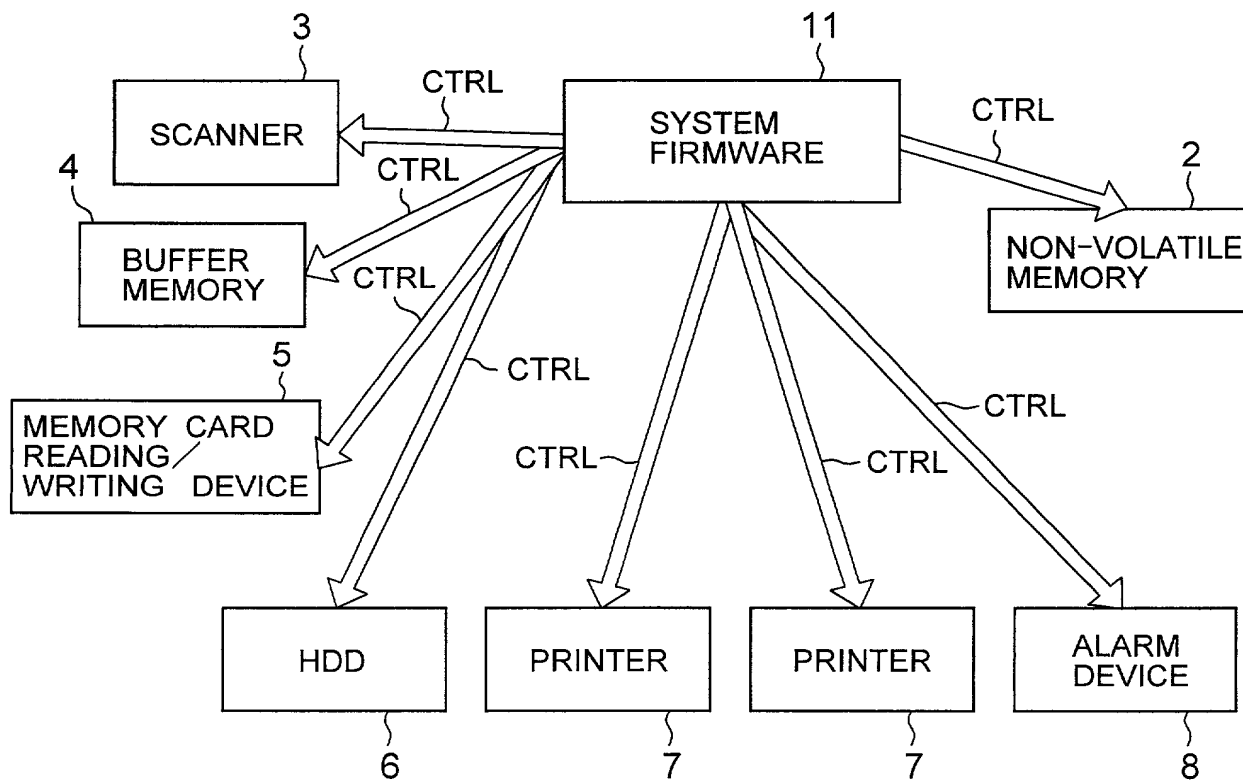 3
11
SCANNER
CTRL
SYSTEM
FIRMWARE
CTRL
2
4
CTRL
BUFFER
MEMORY
NON-VOLATILE
MEMORY
CTRL
5
MEMORY CARD
READING/
WRITING DEVICE
CTRL
CTRL
CTRL
CTRL
HDD
PRINTER
PRINTER
ALARM
DEVICE
6
7
7
8